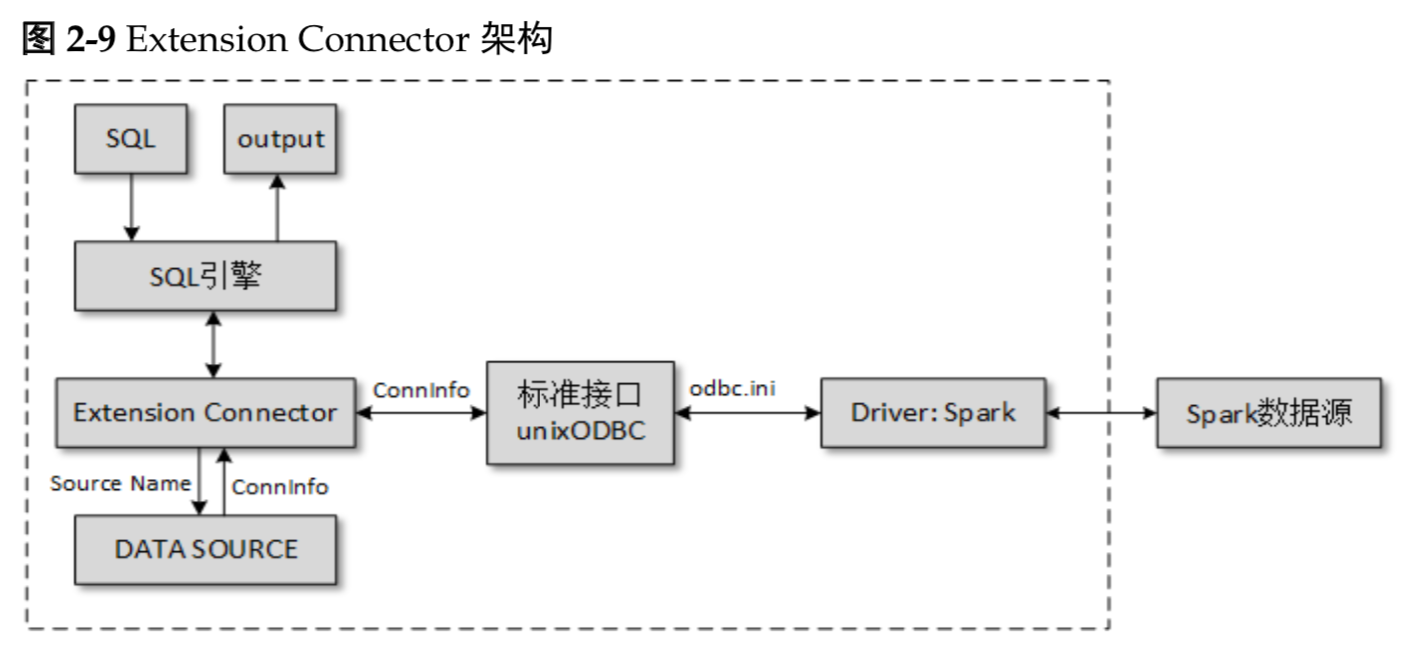 图 2-9 Extension Connector 架构
SQL
output
SQL引擎
Extension Connector
ConnInfo
标准接口
unixODBC
odbc.ini
Driver: Spark
Spark数据源
Source Name
ConnInfo
DATA SOURCE